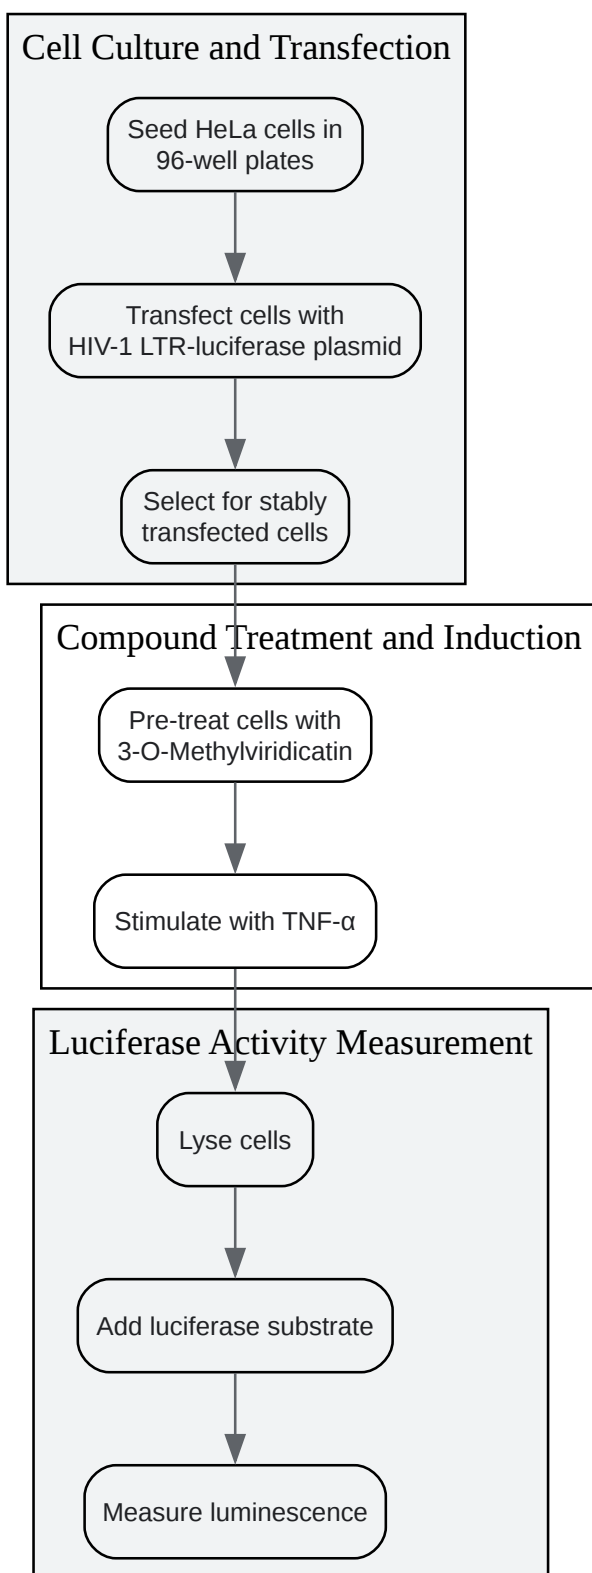 Cell Culture and Transfection
Seed HeLa cells in
96-well plates
Transfect cells with
HIV-1 LTR-luciferase plasmid
Select for stably
transfected cells
Compound Treatment and Induction
Pre-treat cells with
3-O-Methylviridicatin
Stimulate with TNF-α
Luciferase Activity Measurement
Lyse cells
Add luciferase substrate
Measure luminescence